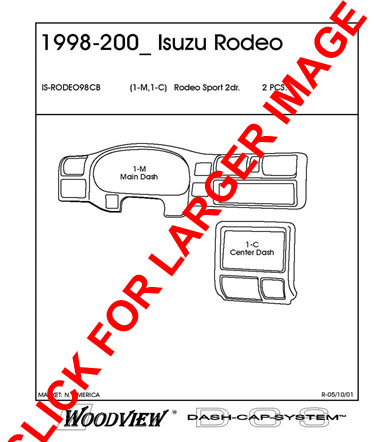 1998-200_ Isuzu Rodeo
IS-RODEO98CB (1-M,1-C) Rodeo Sport 2dr. 2 PCS.
1-M
Main Dash
1-C
Center Dash
CLICK FOR LARGER IMAGE
MARKET: N. AMERICA R-05/10/01
WOODVIEW® DASH-CAP-SYSTEM™
DCS